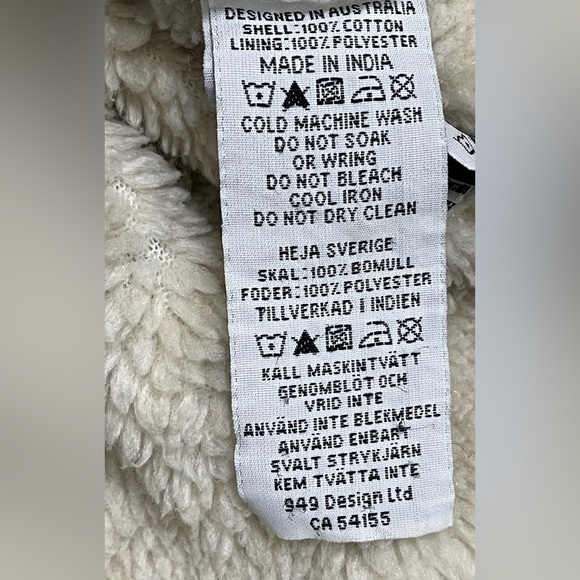 DESIGNED IN AUSTRALIA
SHELL:100% COTTON
LINING:100% POLYESTER
MADE IN INDIA
COLD MACHINE WASH
DO NOT SOAK
OR WRING
DO NOT BLEACH
COOL IRON
DO NOT DRY CLEAN
HEJA SVERIGE
SKAL:100% BOMULL
FODER:100% POLYESTER
TILLVERKAD I INDIEN
KALL MASKINTVÄTT
GENOMBLÖT OCH
VRID INTE
ANVÄND INTE BLEKMEDEL
ANVÄND ENBART
SVALT STRYKJÄRN
KEM TVÄTTA INTE
949 Design Ltd
CA 54155